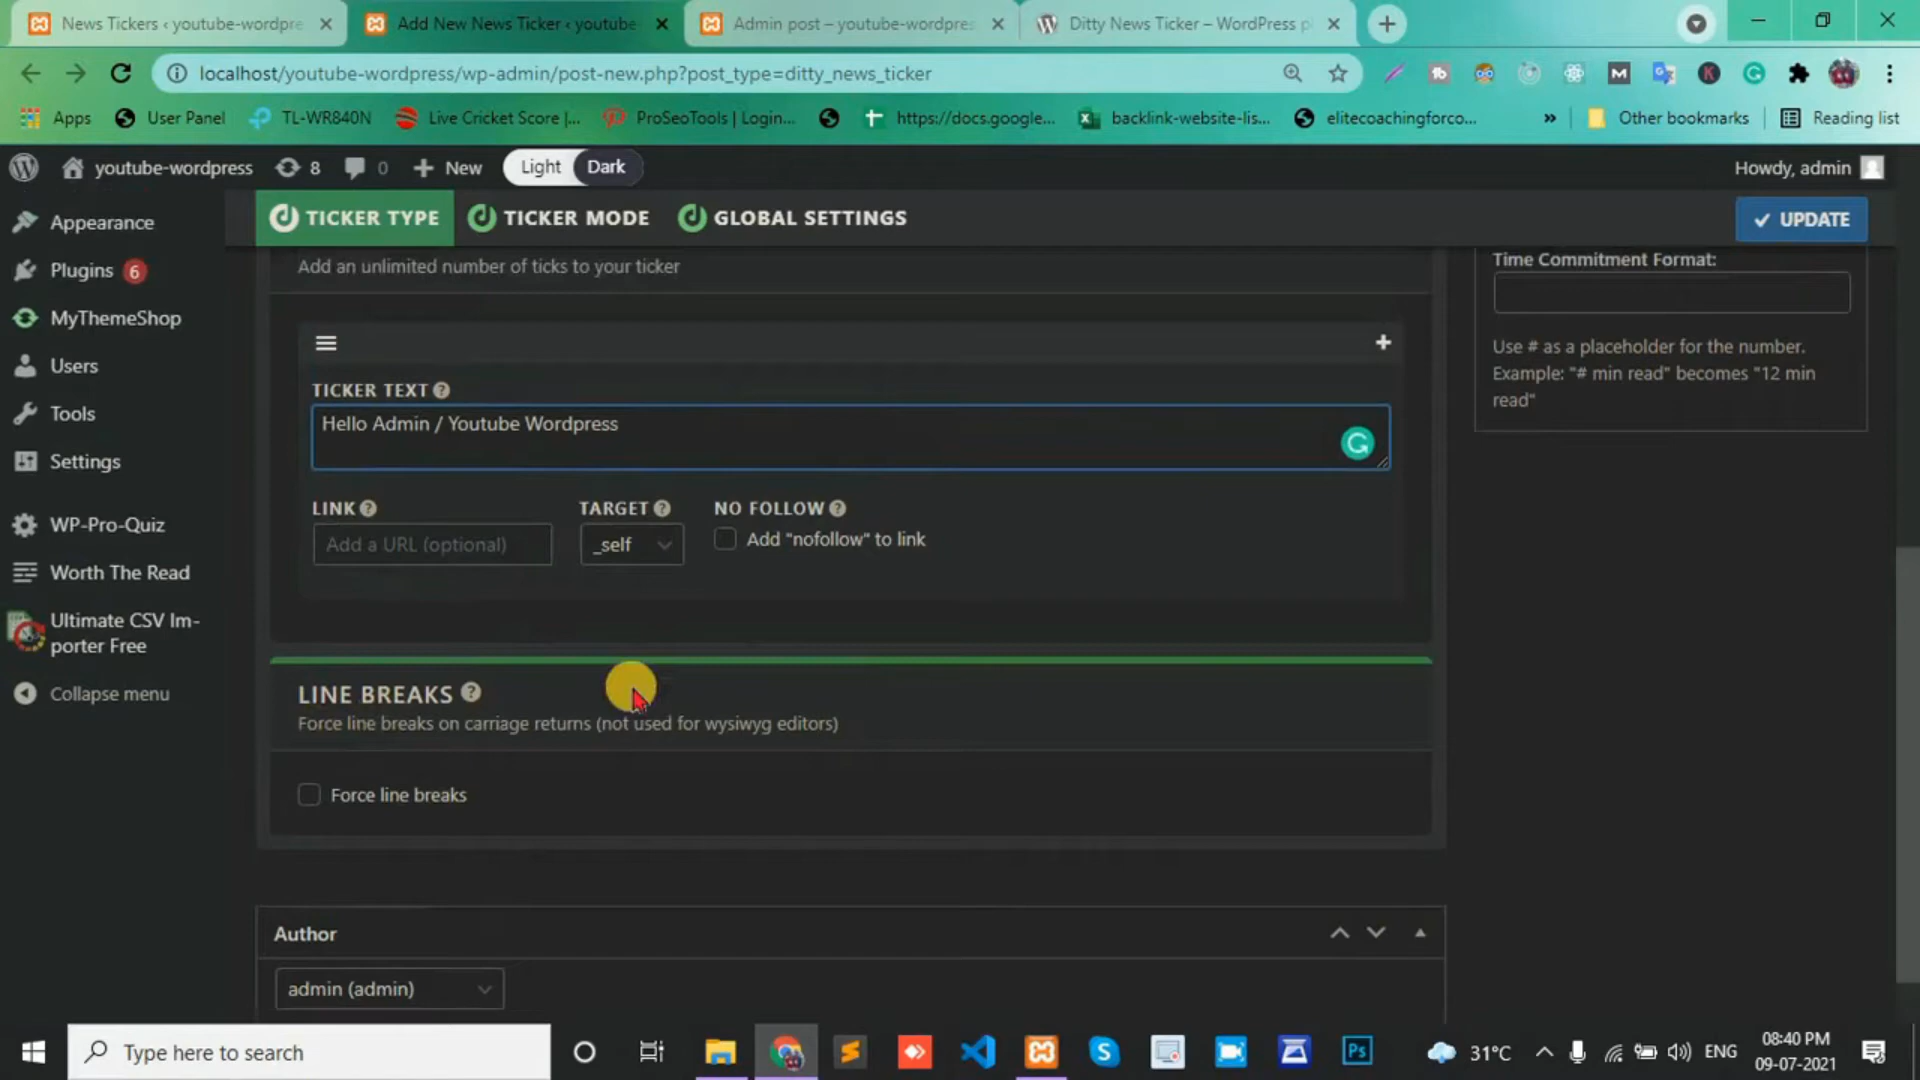 News Tickers ‹ youtube-wordpre
Add New News Ticker ‹ youtube
Admin post – youtube-wordpres
Ditty News Ticker – WordPress p
localhost/youtube-wordpress/wp-admin/post-new.php?post_type=ditty_news_ticker
Apps
User Panel
TL-WR840N
Live Cricket Score |...
ProSeoTools | Login...
https://docs.google...
backlink-website-lis...
elitecoachingforco...
»
Other bookmarks
Reading list
youtube-wordpress
8
0
New
Light
Dark
Howdy, admin
Appearance
Plugins 6
MyThemeShop
Users
Tools
Settings
WP-Pro-Quiz
Worth The Read
Ultimate CSV Im-
porter Free
Collapse menu
TICKER TYPE
TICKER MODE
GLOBAL SETTINGS
UPDATE
Add an unlimited number of ticks to your ticker
TICKER TEXT
Hello Admin / Youtube Wordpress
LINK
TARGET
NO FOLLOW
Add a URL (optional)
_self
Add "nofollow" to link
LINE BREAKS
Force line breaks on carriage returns (not used for wysiwyg editors)
Force line breaks
Author
admin (admin)
Time Commitment Format:
Use # as a placeholder for the number.
Example: "# min read" becomes "12 min
read"
Type here to search
Ps
31°C
ENG
08:40 PM
09-07-2021